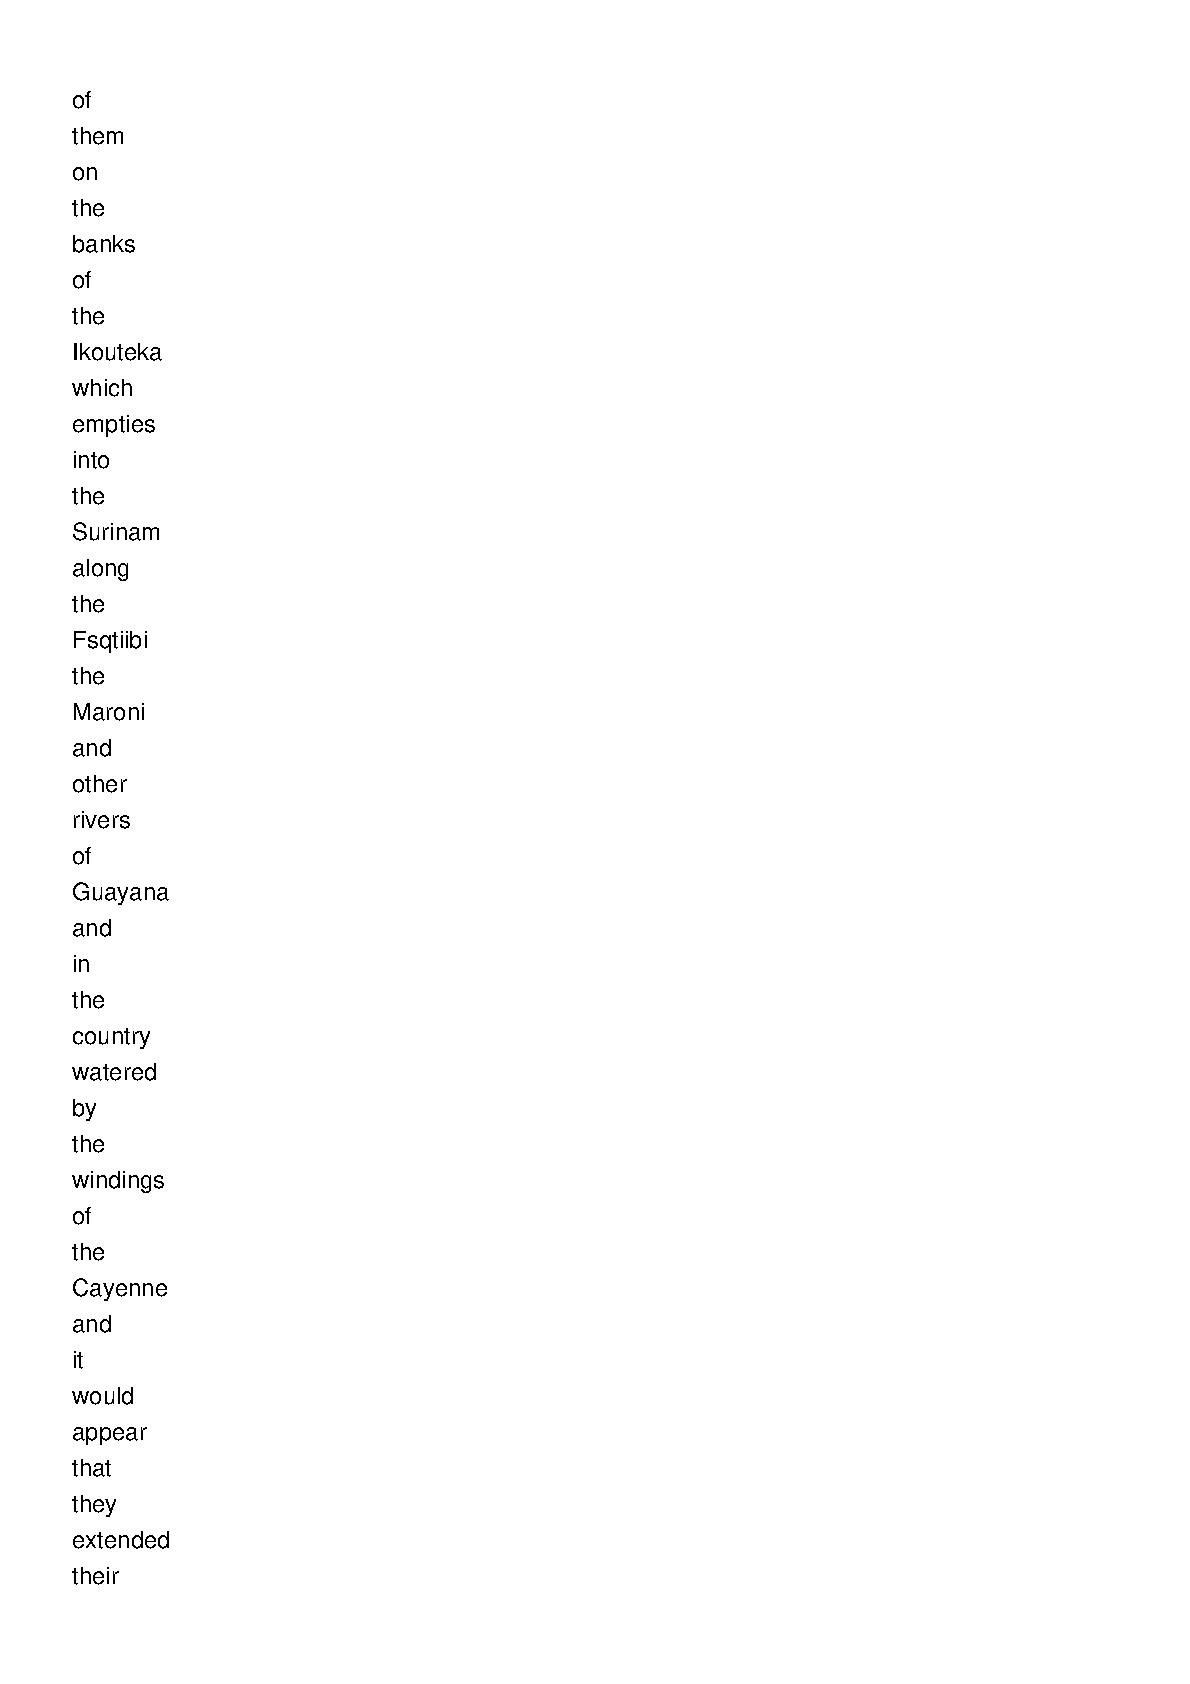 of
them
on
the
banks
of
the
Ikouteka
which
empties
into
the
Surinam
along
the
Fsqtiibi
the
Maroni
and
other
rivers
of
Guayana
and
in
the
country
watered
by
the
windings
of
the
Cayenne
and
it
would
appear
that
they
extended
their